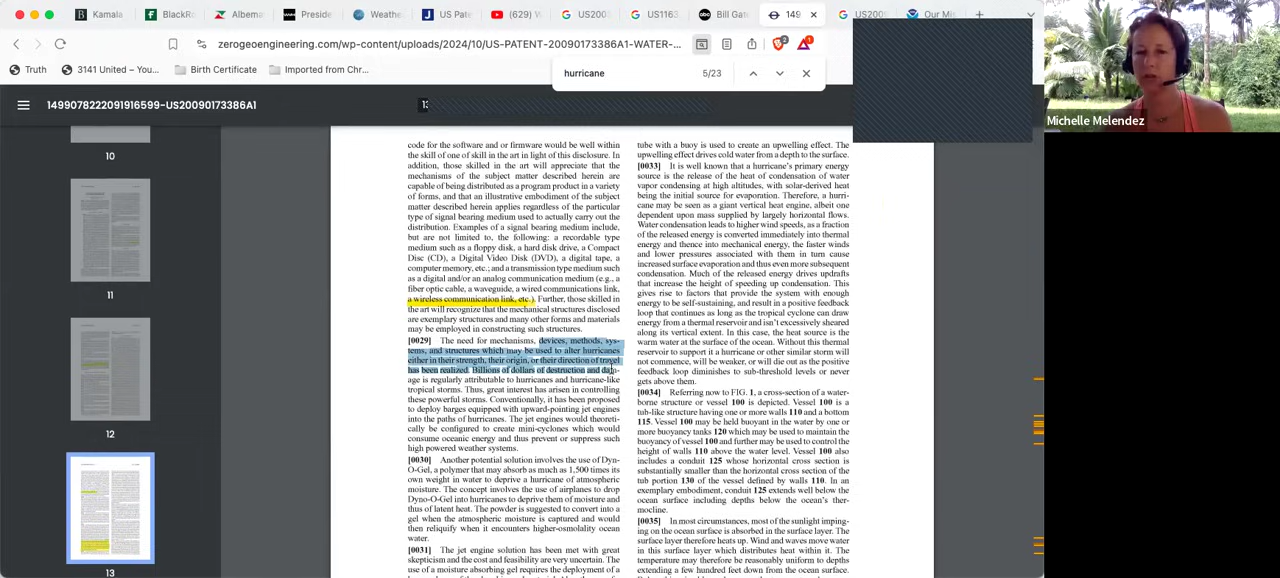 Kamala
BlackR
Albema
Preside
Weathe
US Pate
(629) W
US200
US1163
Bill Gat
149
US200
Our Mis
zerogeoengineering.com/wp-content/uploads/2024/10/US-PATENT-20090173386A1-WATER-...
2
1
Truth
3141 United – You...
Birth Certificate
Imported from Chr...
hurricane
5/23
1499078222091916599-US20090173386A1
Michelle Melendez
10
11
12
13
code for the software and or firmware would be well within
the skill of one of skill in the art in light of this disclosure. In
addition, those skilled in the art will appreciate that the
mechanisms of the subject matter described herein are
capable of being distributed as a program product in a variety
of forms, and that an illustrative embodiment of the subject
matter described herein applies regardless of the particular
type of signal bearing medium used to actually carry out the
distribution. Examples of a signal bearing medium include,
but are not limited to, the following: a recordable type
medium such as a floppy disk, a hard disk drive, a Compact
Disc (CD), a Digital Video Disk (DVD), a digital tape, a
computer memory, etc.; and a transmission type medium such
as a digital and/or an analog communication medium (e.g., a
fiber optic cable, a waveguide, a wired communications link,
a wireless communication link, etc.). Further, those skilled in
the art will recognize that the mechanical structures disclosed
are exemplary structures and many other forms and materials
may be employed in constructing such structures.
[0029] The need for mechanisms, devices, methods, sys-
tems, and structures which may be used to alter hurricanes
either in their strength, their origin, or their direction of travel
has been realized. Billions of dollars of destruction and dam-
age is regularly attributable to hurricanes and hurricane-like
tropical storms. Thus, great interest has arisen in controlling
these powerful storms. Conventionally, it has been proposed
to deploy barges equipped with upward-pointing jet engines
into the paths of hurricanes. The jet engines would theoreti-
cally be configured to create mini-cyclones which would
consume oceanic energy and thus prevent or suppress such
high powered weather systems.
[0030] Another potential solution involves the use of Dyn-
O-Gel, a polymer that may absorb as much as 1,500 times its
own weight in water to deprive a hurricane of atmospheric
moisture. The concept involves the use of airplanes to drop
Dyno-O-Gel into hurricanes to deprive them of moisture and
thus of latent heat. The powder is suggested to convert into a
gel when the atmospheric moisture is captured and would
then reliquify when it encounters higher-osmolality ocean
water.
[0031] The jet engine solution has been met with great
skepticism and the cost and feasibility are very uncertain. The
use of a moisture absorbing gel requires the deployment of a
tube with a buoy is used to create an upwelling effect. The
upwelling effect drives cold water from a depth to the surface.
[0033] It is well known that a hurricane's primary energy
source is the release of the heat of condensation of water
vapor condensing at high altitudes, with solar-derived heat
being the initial source for evaporation. Therefore, a hurri-
cane may be seen as a giant vertical heat engine, albeit one
dependent upon mass supplied by largely horizontal flows.
Water condensation leads to higher wind speeds, as a fraction
of the released energy is converted immediately into thermal
energy and thence into mechanical energy, the faster winds
and lower pressures associated with them in turn cause
increased surface evaporation and thus even more subsequent
condensation. Much of the released energy drives updrafts
that increase the height of speeding up condensation. This
gives rise to factors that provide the system with enough
energy to be self-sustaining, and result in a positive feedback
loop that continues as long as the tropical cyclone can draw
energy from a thermal reservoir and isn't excessively sheared
along its vertical extent. In this case, the heat source is the
warm water at the surface of the ocean. Without this thermal
reservoir to support it a hurricane or other similar storm will
not commence, will be weaker, or will die out as the positive
feedback loop diminishes to sub-threshold levels or never
gets above them.
[0034] Referring now to FIG. 1, a cross-section of a water-
borne structure or vessel 100 is depicted. Vessel 100 is a
tub-like structure having one or more walls 110 and a bottom
115. Vessel 100 may be held buoyant in the water by one or
more buoyancy tanks 120 which may be used to maintain the
buoyancy of vessel 100 and further may be used to control the
height of walls 110 above the water level. Vessel 100 also
includes a conduit 125 whose horizontal cross section is
substantially smaller than the horizontal cross section of the
tub portion 130 of the vessel defined by walls 110. In an
exemplary embodiment, conduit 125 extends well below the
ocean surface including depths below the ocean's ther-
mocline.
[0035] In most circumstances, most of the sunlight imping-
ing on the ocean surface is absorbed in the surface layer. The
surface layer therefore heats up. Wind and waves move water
in this surface layer which distributes heat within it. The
temperature may therefore be reasonably uniform to depths
extending a few hundred feet down from the ocean surface.